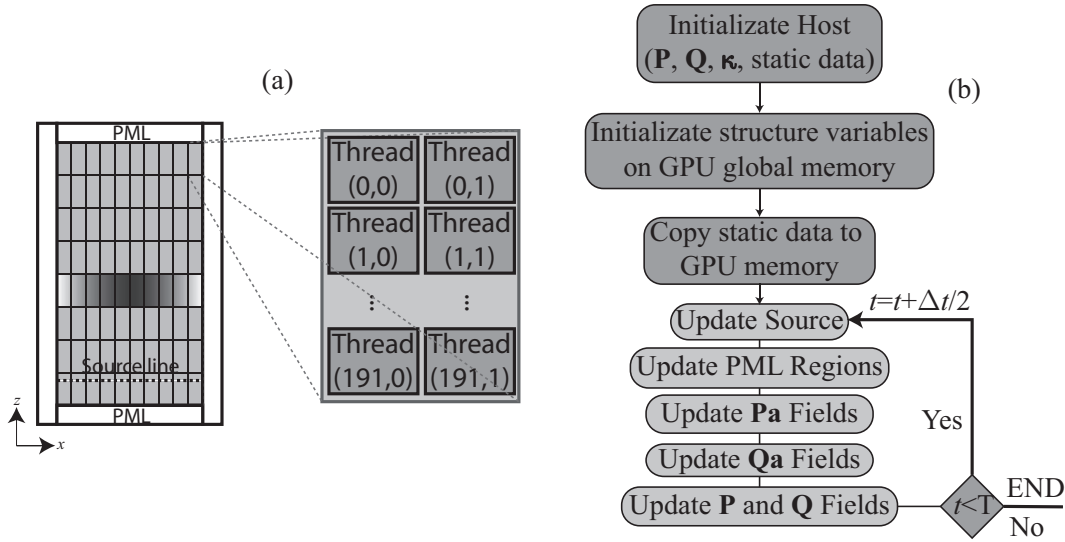 (a)
PML
Source line
PML
z
x
Thread
(0,0)
Thread
(0,1)
Thread
(1,0)
Thread
(1,1)
⋮
⋮
Thread
(191,0)
Thread
(191,1)
(b)
Initializate Host
(P, Q, κ, static data)
Initializate structure variables
on GPU global memory
Copy static data to
GPU memory
t=t+Δt/2
Update Source
Update PML Regions
Update Pa Fields
Yes
Update Qa Fields
Update P and Q Fields
t<T
END
No